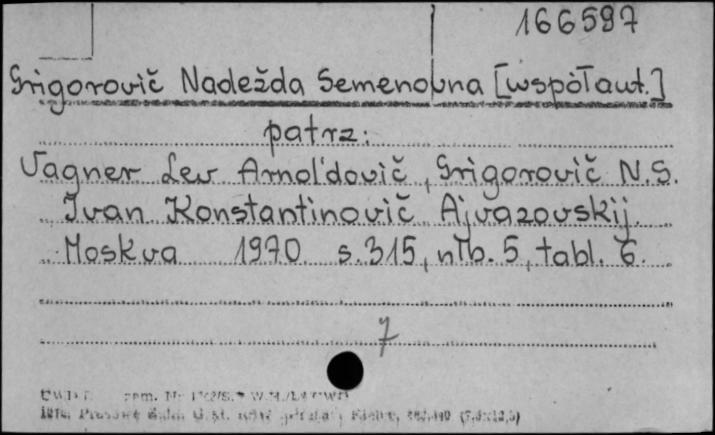 166597
Grigorovič Nadežda Semenovna [współaut.]
patrz:
Vagner Lev Arnol'dovič, Grigorovič N.S.
Ivan Konstantinovič Ajvazovskij.
Moskva 1970 s. 315, nlb. 5, tabl. 6.
7